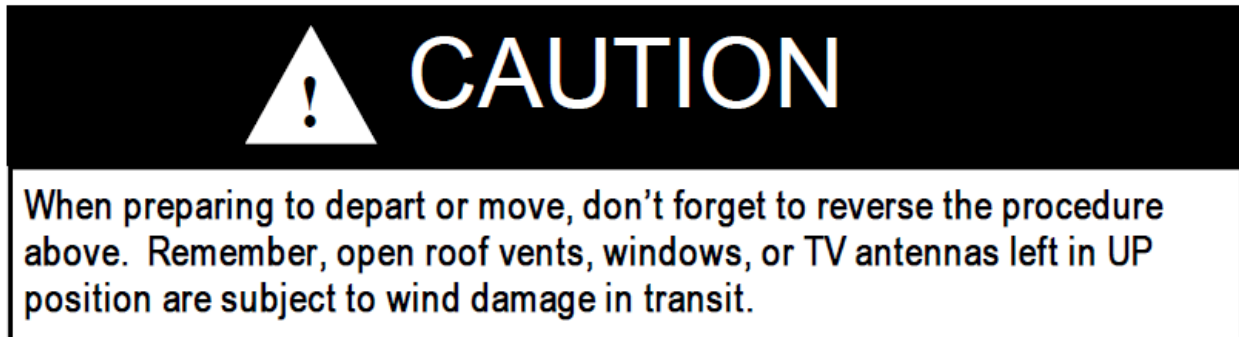 ! CAUTION
When preparing to depart or move, don’t forget to reverse the procedure
above.  Remember, open roof vents, windows, or TV antennas left in UP
position are subject to wind damage in transit.